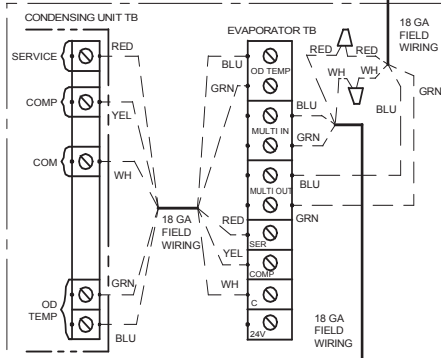 CONDENSING UNIT TB
SERVICE
COMP
COM
OD
TEMP
RED
YEL
WH
GRN
BLU
18 GA
FIELD
WIRING
EVAPORATOR TB
BLU
GRN
RED
YEL
WH
OD TEMP
MULTI IN
MULTI OUT
SER
COMP
C
24V
BLU
GRN
BLU
GRN
RED
RED
WH
WH
18 GA
FIELD
WIRING
GRN
BLU
18 GA
FIELD
WIRING